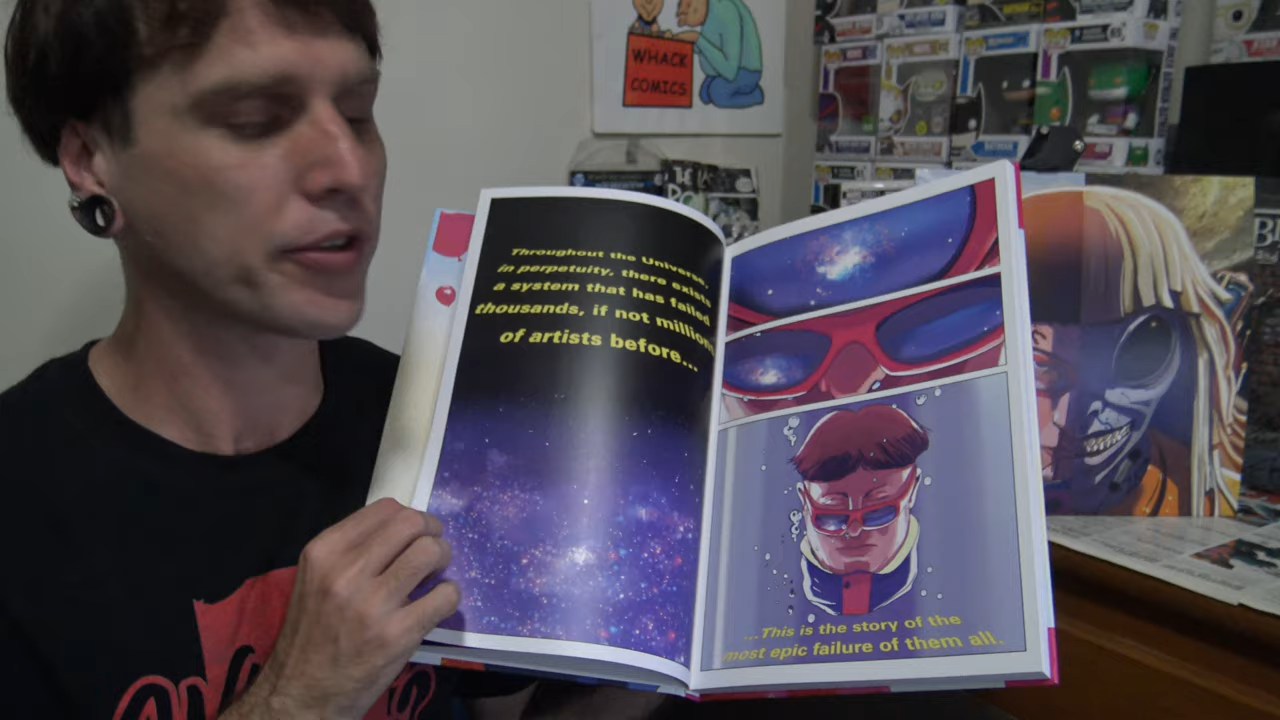 WHACK
COMICS
Throughout the Universe,
in perpetuity, there exists
a system that has failed
thousands, if not millions
of artists before...
...This is the story of the
most epic failure of them all.
BATMAN